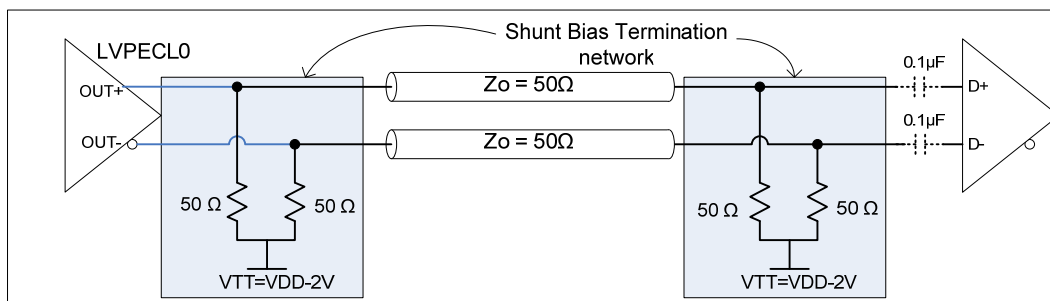 LVPECL0
Shunt Bias Termination
network
0.1µF
OUT+
Zo = 50Ω
D+
0.1µF
OUT-
Zo = 50Ω
D-
50 Ω
50 Ω
50 Ω
50 Ω
VTT=VDD-2V
VTT=VDD-2V